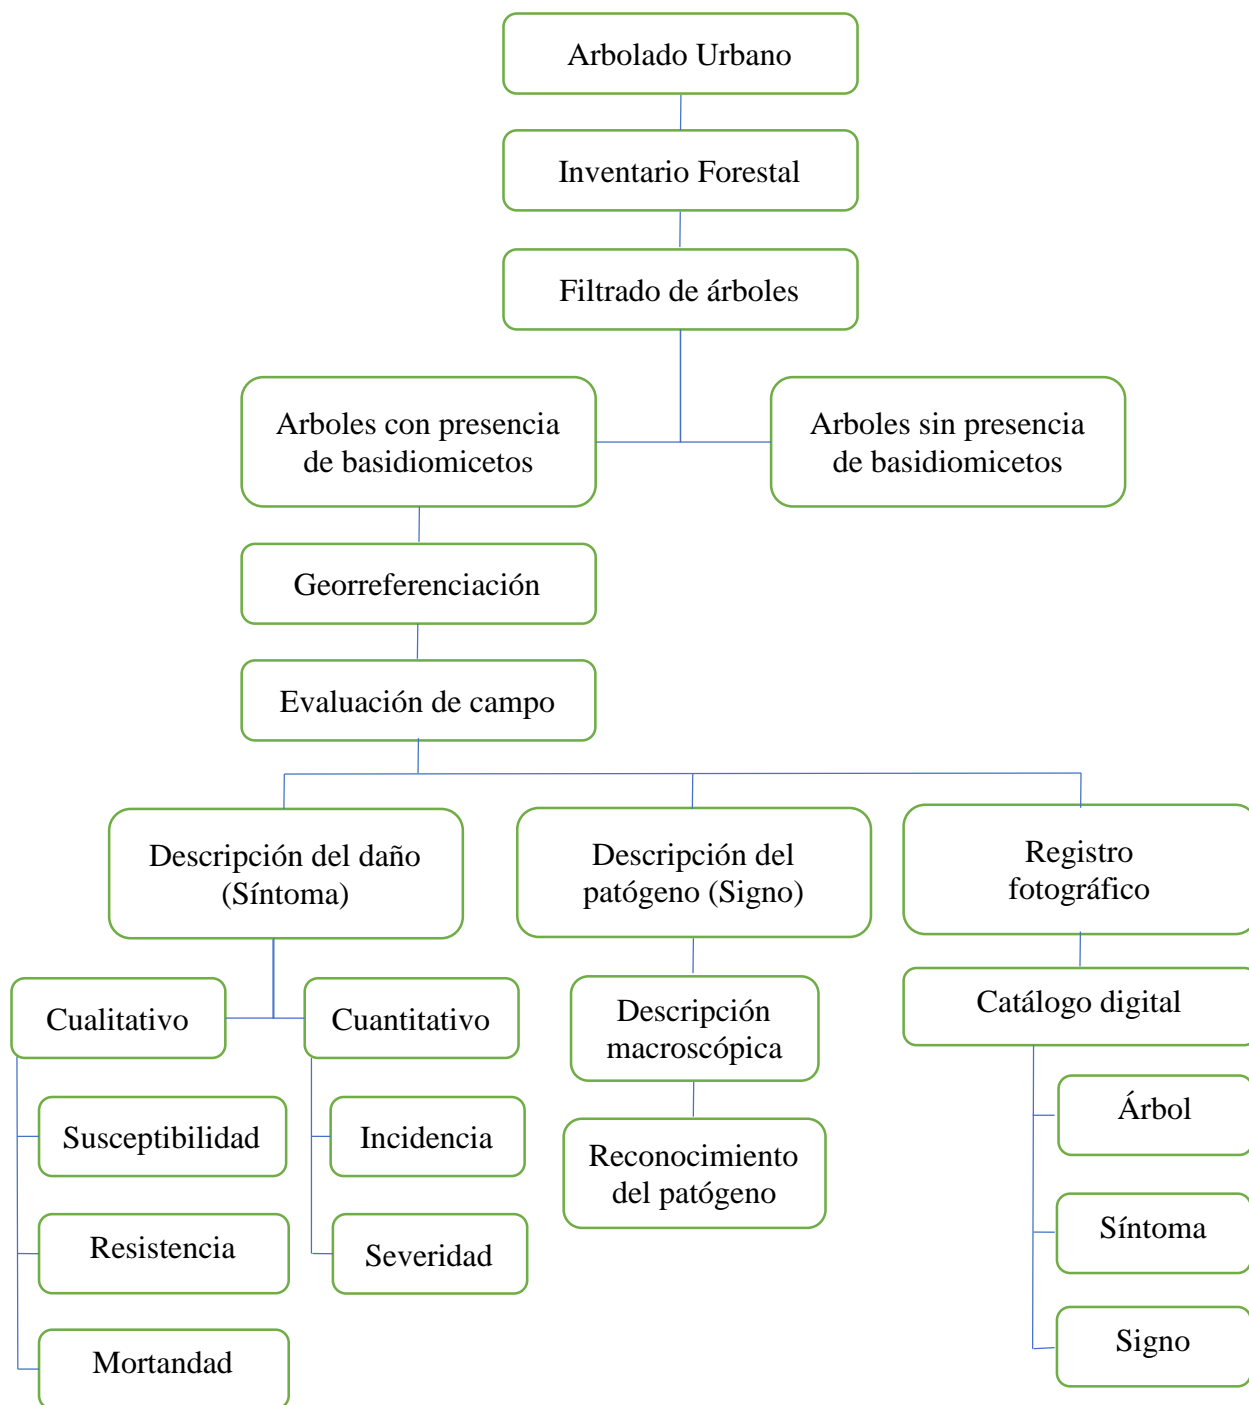 Arbolado Urbano
Inventario Forestal
Filtrado de árboles
Arboles con presencia
de basidiomicetos
Arboles sin presencia
de basidiomicetos
Georreferenciación
Evaluación de campo
Descripción del daño
(Síntoma)
Descripción del
patógeno (Signo)
Registro
fotográfico
Cualitativo
Cuantitativo
Descripción
macroscópica
Catálogo digital
Susceptibilidad
Incidencia
Reconocimiento
del patógeno
Árbol
Resistencia
Severidad
Síntoma
Mortandad
Signo